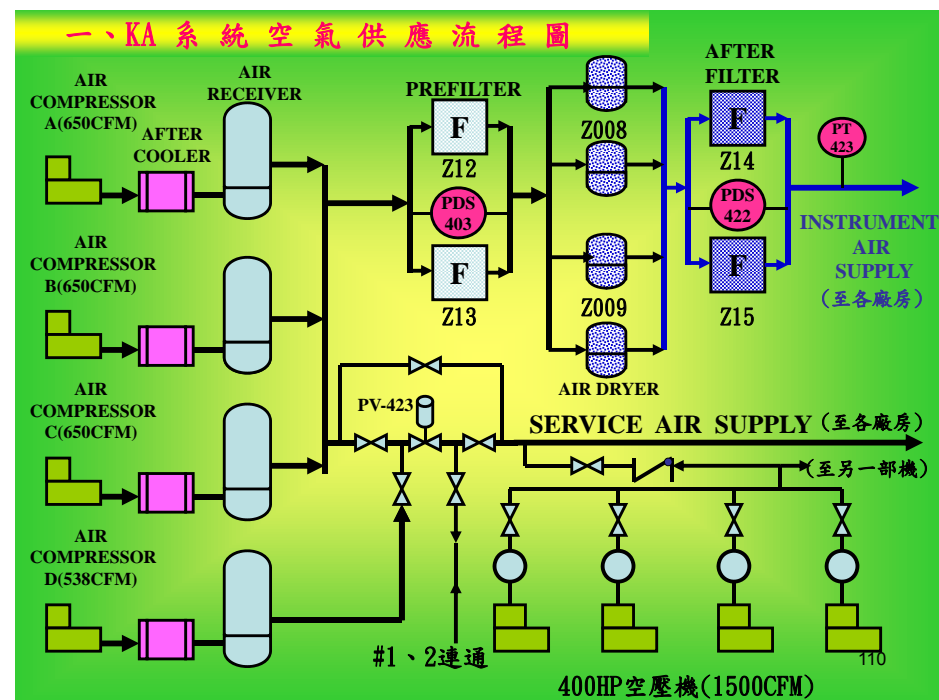 一、KA 系 統 空 氣 供 應 流 程 圖
AIR
COMPRESSOR
A(650CFM)
AFTER
COOLER
AIR
RECEIVER
PREFILTER
F
Z12
PDS
403
F
Z13
Z008
Z009
AIR DRYER
AFTER
FILTER
F
Z14
PDS
422
F
Z15
PT
423
INSTRUMENT
AIR
SUPPLY
(至各廠房)
AIR
COMPRESSOR
B(650CFM)
AIR
COMPRESSOR
C(650CFM)
PV-423
SERVICE AIR SUPPLY (至各廠房)
(至另一部機)
AIR
COMPRESSOR
D(538CFM)
#1、2連通
110
400HP空壓機(1500CFM)